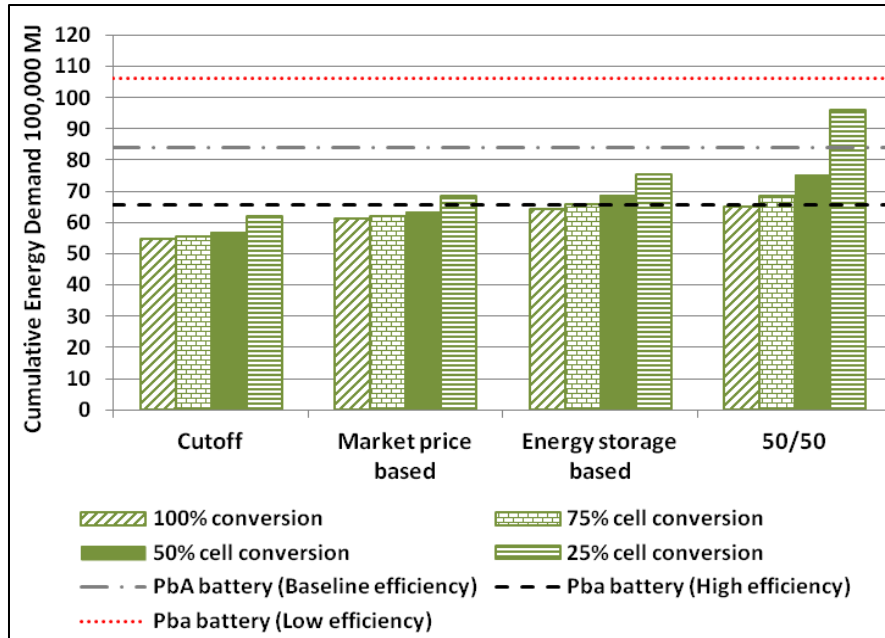 Cumulative Energy Demand 100,000 MJ
120
110
100
90
80
70
60
50
40
30
20
10
0
Cutoff
Market price
based
Energy storage
based
50/50
100% conversion
75% cell conversion
50% cell conversion
25% cell conversion
PbA battery (Baseline efficiency)
Pba battery (High efficiency)
Pba battery (Low efficiency)